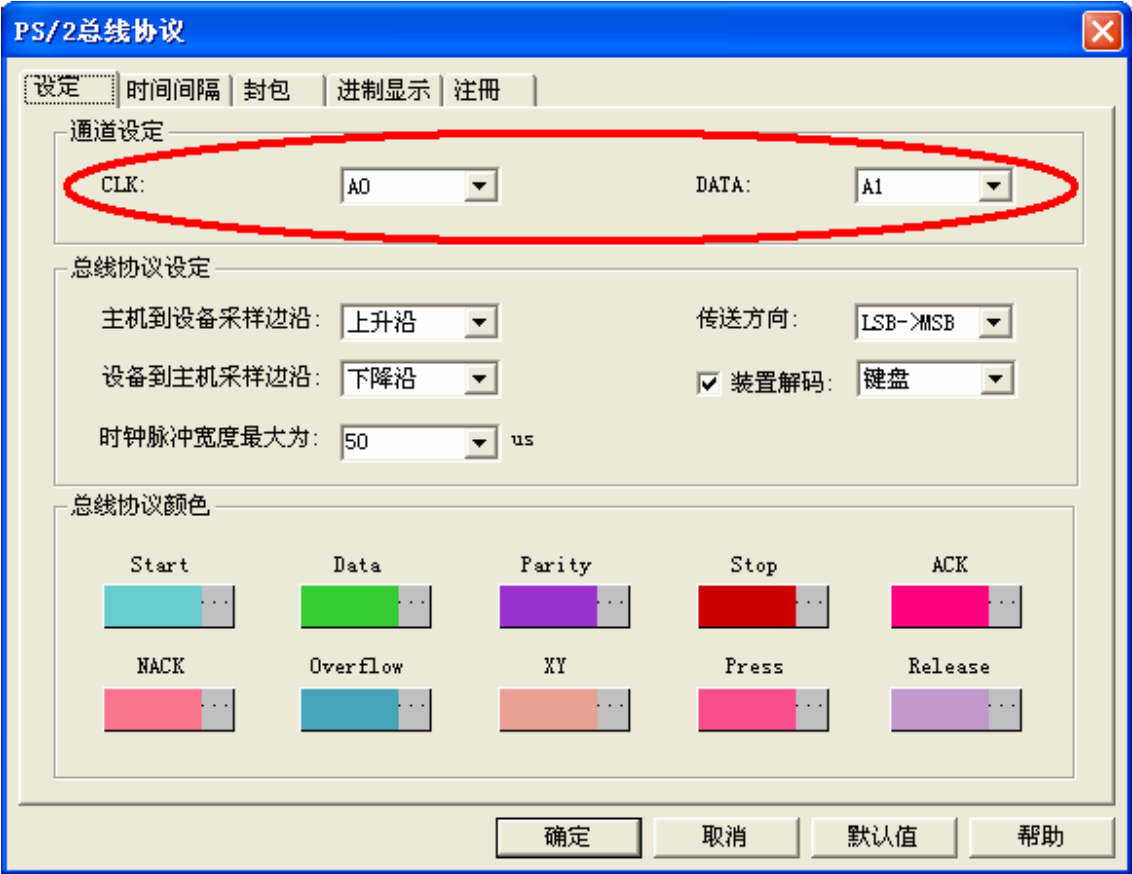 PS/2总线协议
设定 时间间隔 封包 进制显示 注册
通道设定
CLK: A0 DATA: A1
总线协议设定
主机到设备采样边沿: 上升沿 传送方向: LSB->MSB
设备到主机采样边沿: 下降沿 装置解码: 键盘
时钟脉冲宽度最大为: 50 us
总线协议颜色
Start Data Parity Stop ACK
... ... ... ... ...
NACK Overflow XY Press Release
... ... ... ... ...
确定 取消 默认值 帮助